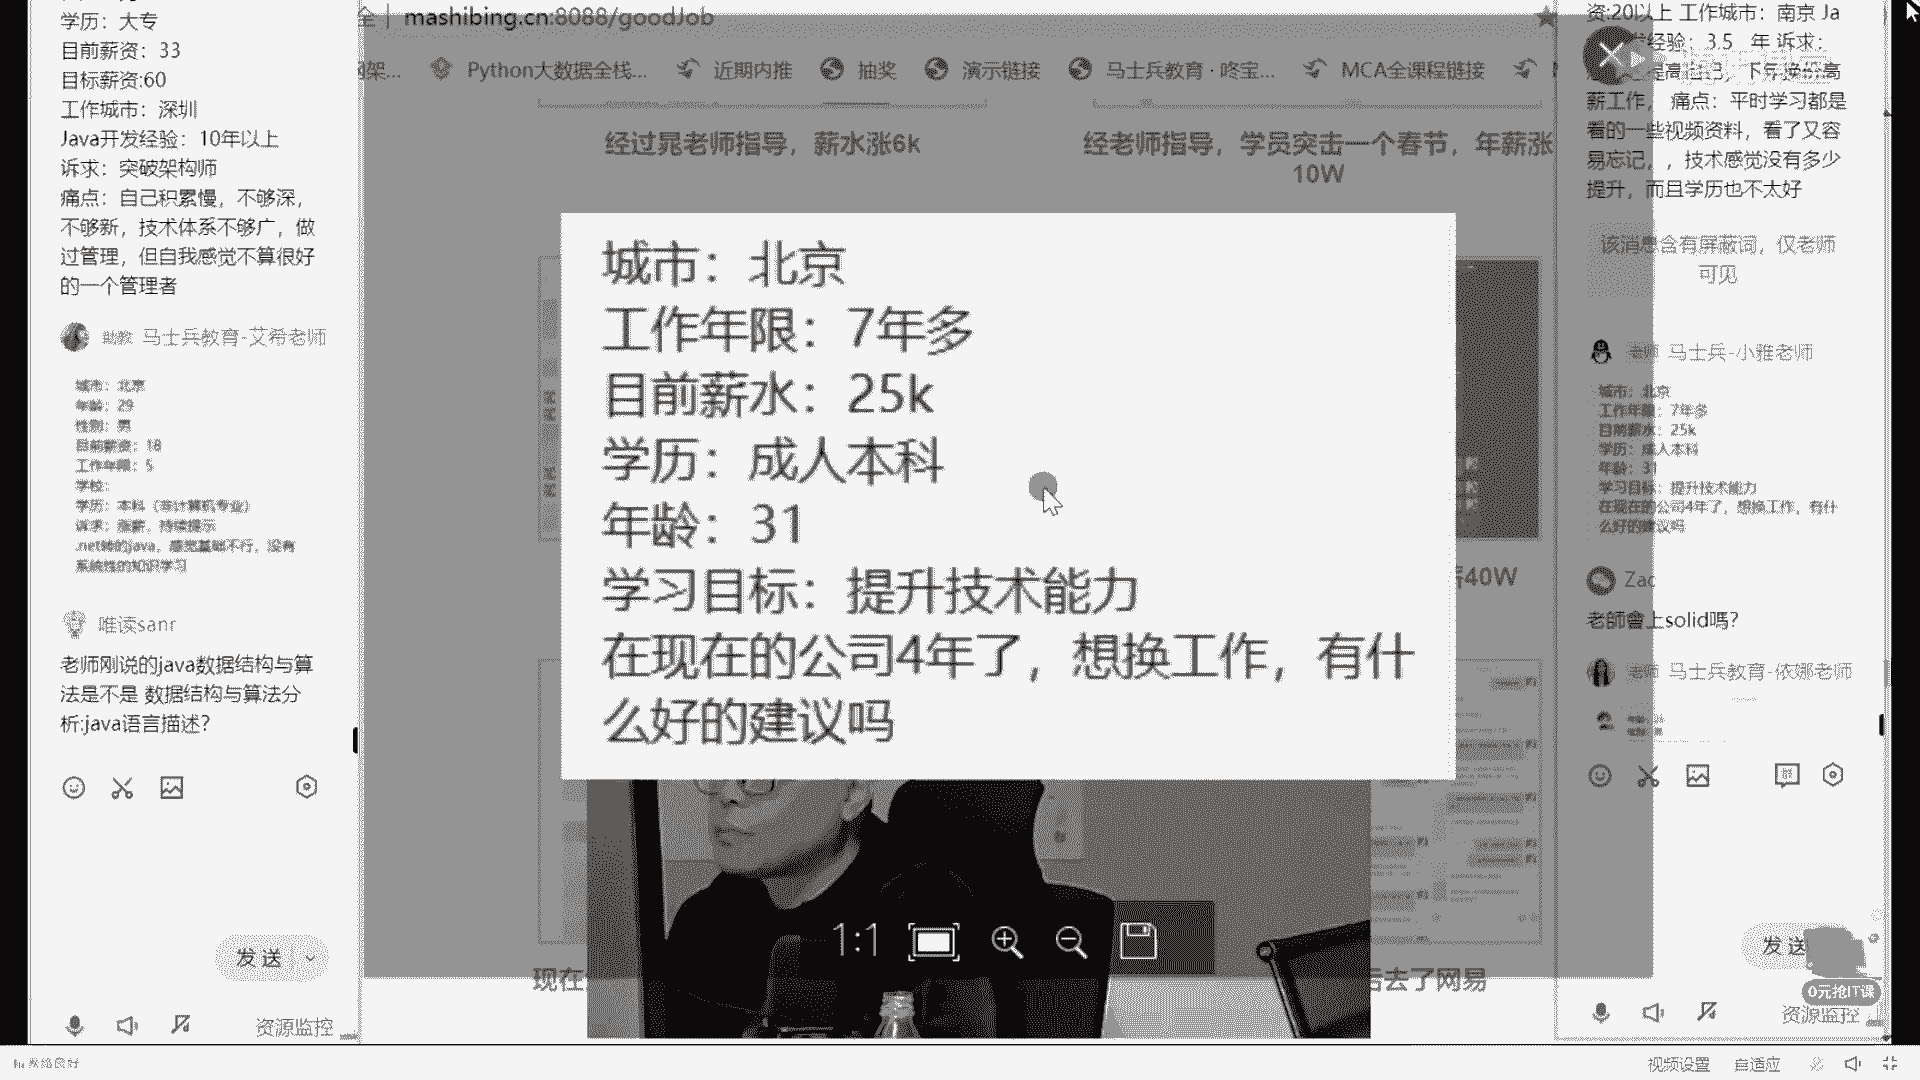 学历：大专
目前薪资：33
目标薪资:60
工作城市：深圳
Java开发经验：10年以上
诉求：突破架构师
痛点：自己积累慢，不够深，
不够新，技术体系不够广，做
过管理，但自我感觉不算很好
的一个管理者
助教 马士兵教育-艾希老师
城市：北京
年龄：29
性别：男
目前薪资：18
工作年限：5
学校：
学历：本科（非计算机专业）
诉求：涨薪，持续提示
.net转的java，感觉基础不行，没有
系统性的知识学习
唯读sanr
老师刚说的java数据结构与算
法是不是 数据结构与算法分
析:java语言描述？
发送
资源监控
网络良好
全 | mashibing.cn:8088/goodJob
架... Python大数据全栈... 近期内推 抽奖 演示链接 马士兵教育 · 咚宝... MCA全课程链接
经过晁老师指导，薪水涨6k
经老师指导，学员突击一个春节，年薪涨
10W
城市：北京
工作年限：7年多
目前薪水：25k
学历：成人本科
年龄：31
学习目标：提升技术能力
在现在的公司4年了，想换工作，有什
么好的建议吗
薪40W
1:1
现在
后去了网易
资:20以上 工作城市：南京 Ja
经验：3.5 年 诉求：
提高自己，下年换份高
薪工作， 痛点：平时学习都是
看的一些视频资料，看了又容
易忘记，，技术感觉没有多少
提升，而且学历也不太好
该消息含有屏蔽词，仅老师
可见
老师 马士兵-小雅老师
城市：北京
工作年限：7年多
目前薪水：25k
学历：成人本科
年龄：31
学习目标：提升技术能力
在现在的公司4年了，想换工作，有什
么好的建议吗
Zac
老師會上solid嗎？
老师 马士兵教育-依娜老师
发送
0元抢IT课
资源监控
视频设置 自适应